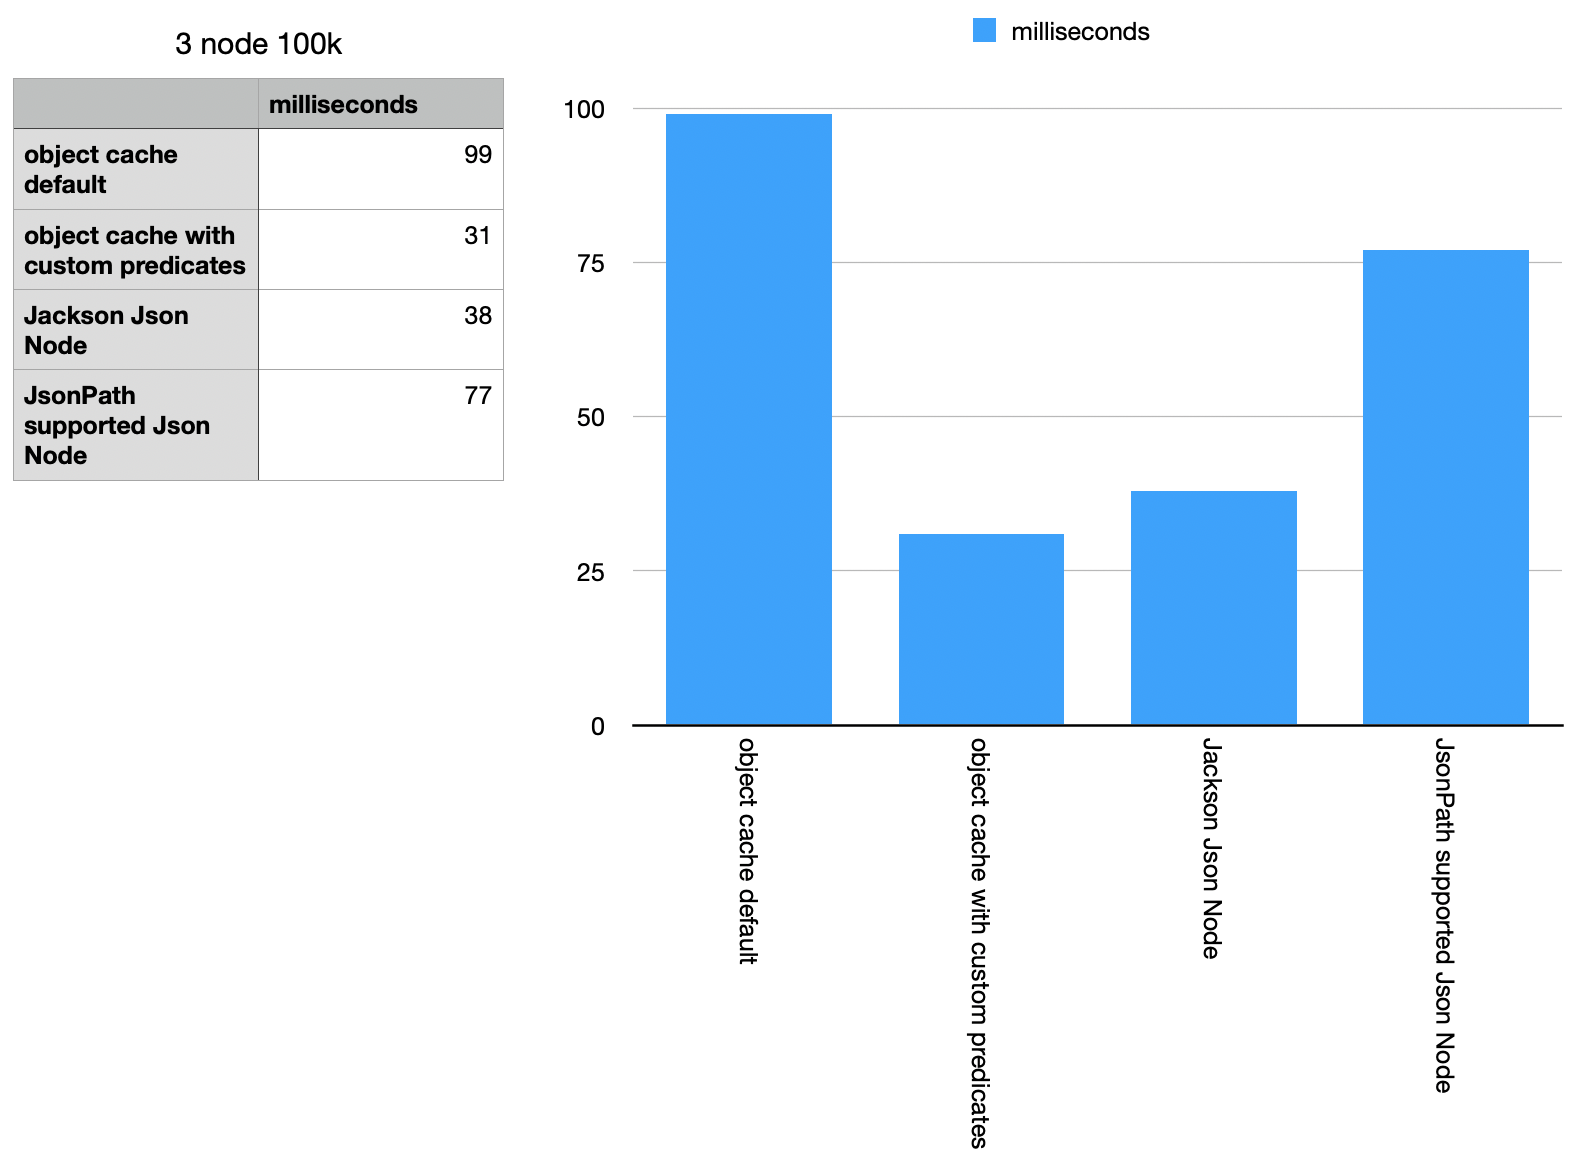 3 node 100k
milliseconds
object cache
default
99
object cache with
custom predicates
31
Jackson Json
Node
38
JsonPath
supported Json
Node
77
milliseconds
100
75
50
25
0
object cache default
object cache with custom predicates
Jackson Json Node
JsonPath supported Json Node